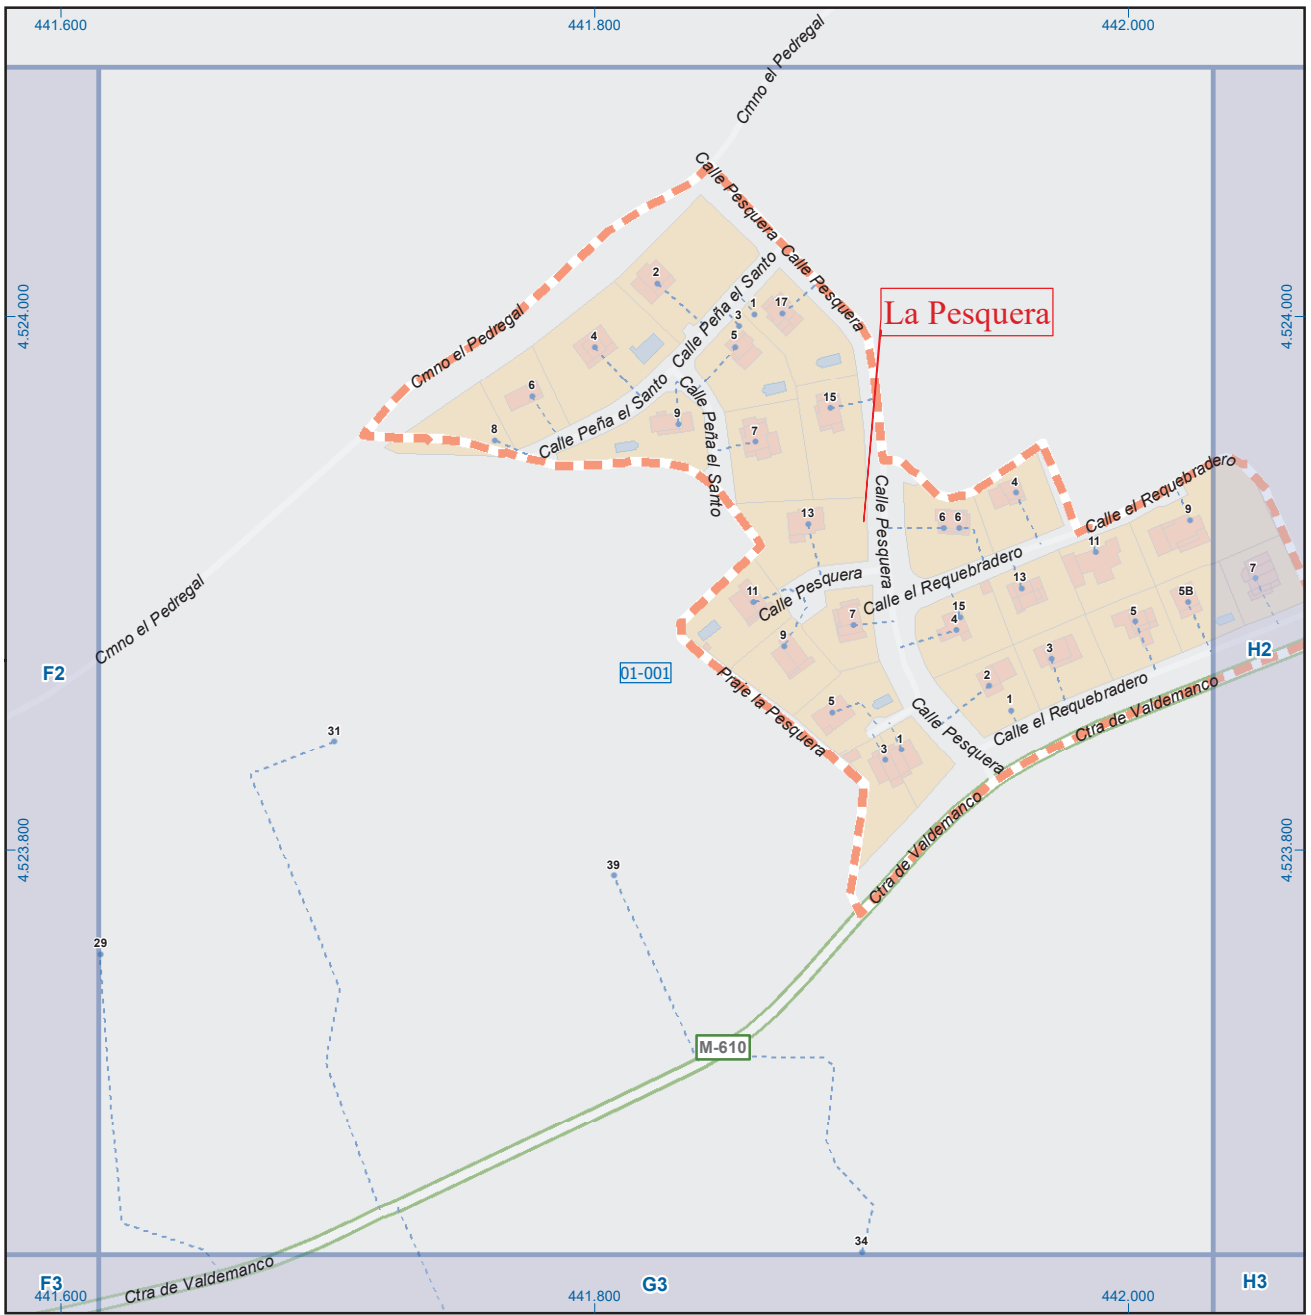 441.600
441.800
442.000
Cmno el Pedregal
Calle Pesquera
Calle Pesquera
Calle Peña el Santo
2
1
17
3
4.524.000
La Pesquera
4.524.000
Cmno el Pedregal
4
5
Calle Peña el Santo
6
Calle Peña el Santo
15
9
8
7
Calle el Requebradero
4
Calle Pesquera
13
6
6
9
11
Calle el Requebradero
Calle Pesquera
7
13
11
5B
Cmno el Pedregal
15
7
4
5
9
3
F2
01-001
H2
Praje la Pesquera
2
Calle el Requebradero
Ctra de Valdemanco
5
1
Calle Pesquera
31
3
1
Ctra de Valdemanco
4.523.800
4.523.800
39
29
M-610
34
F3
Ctra de Valdemanco
G3
H3
441.600
441.800
442.000